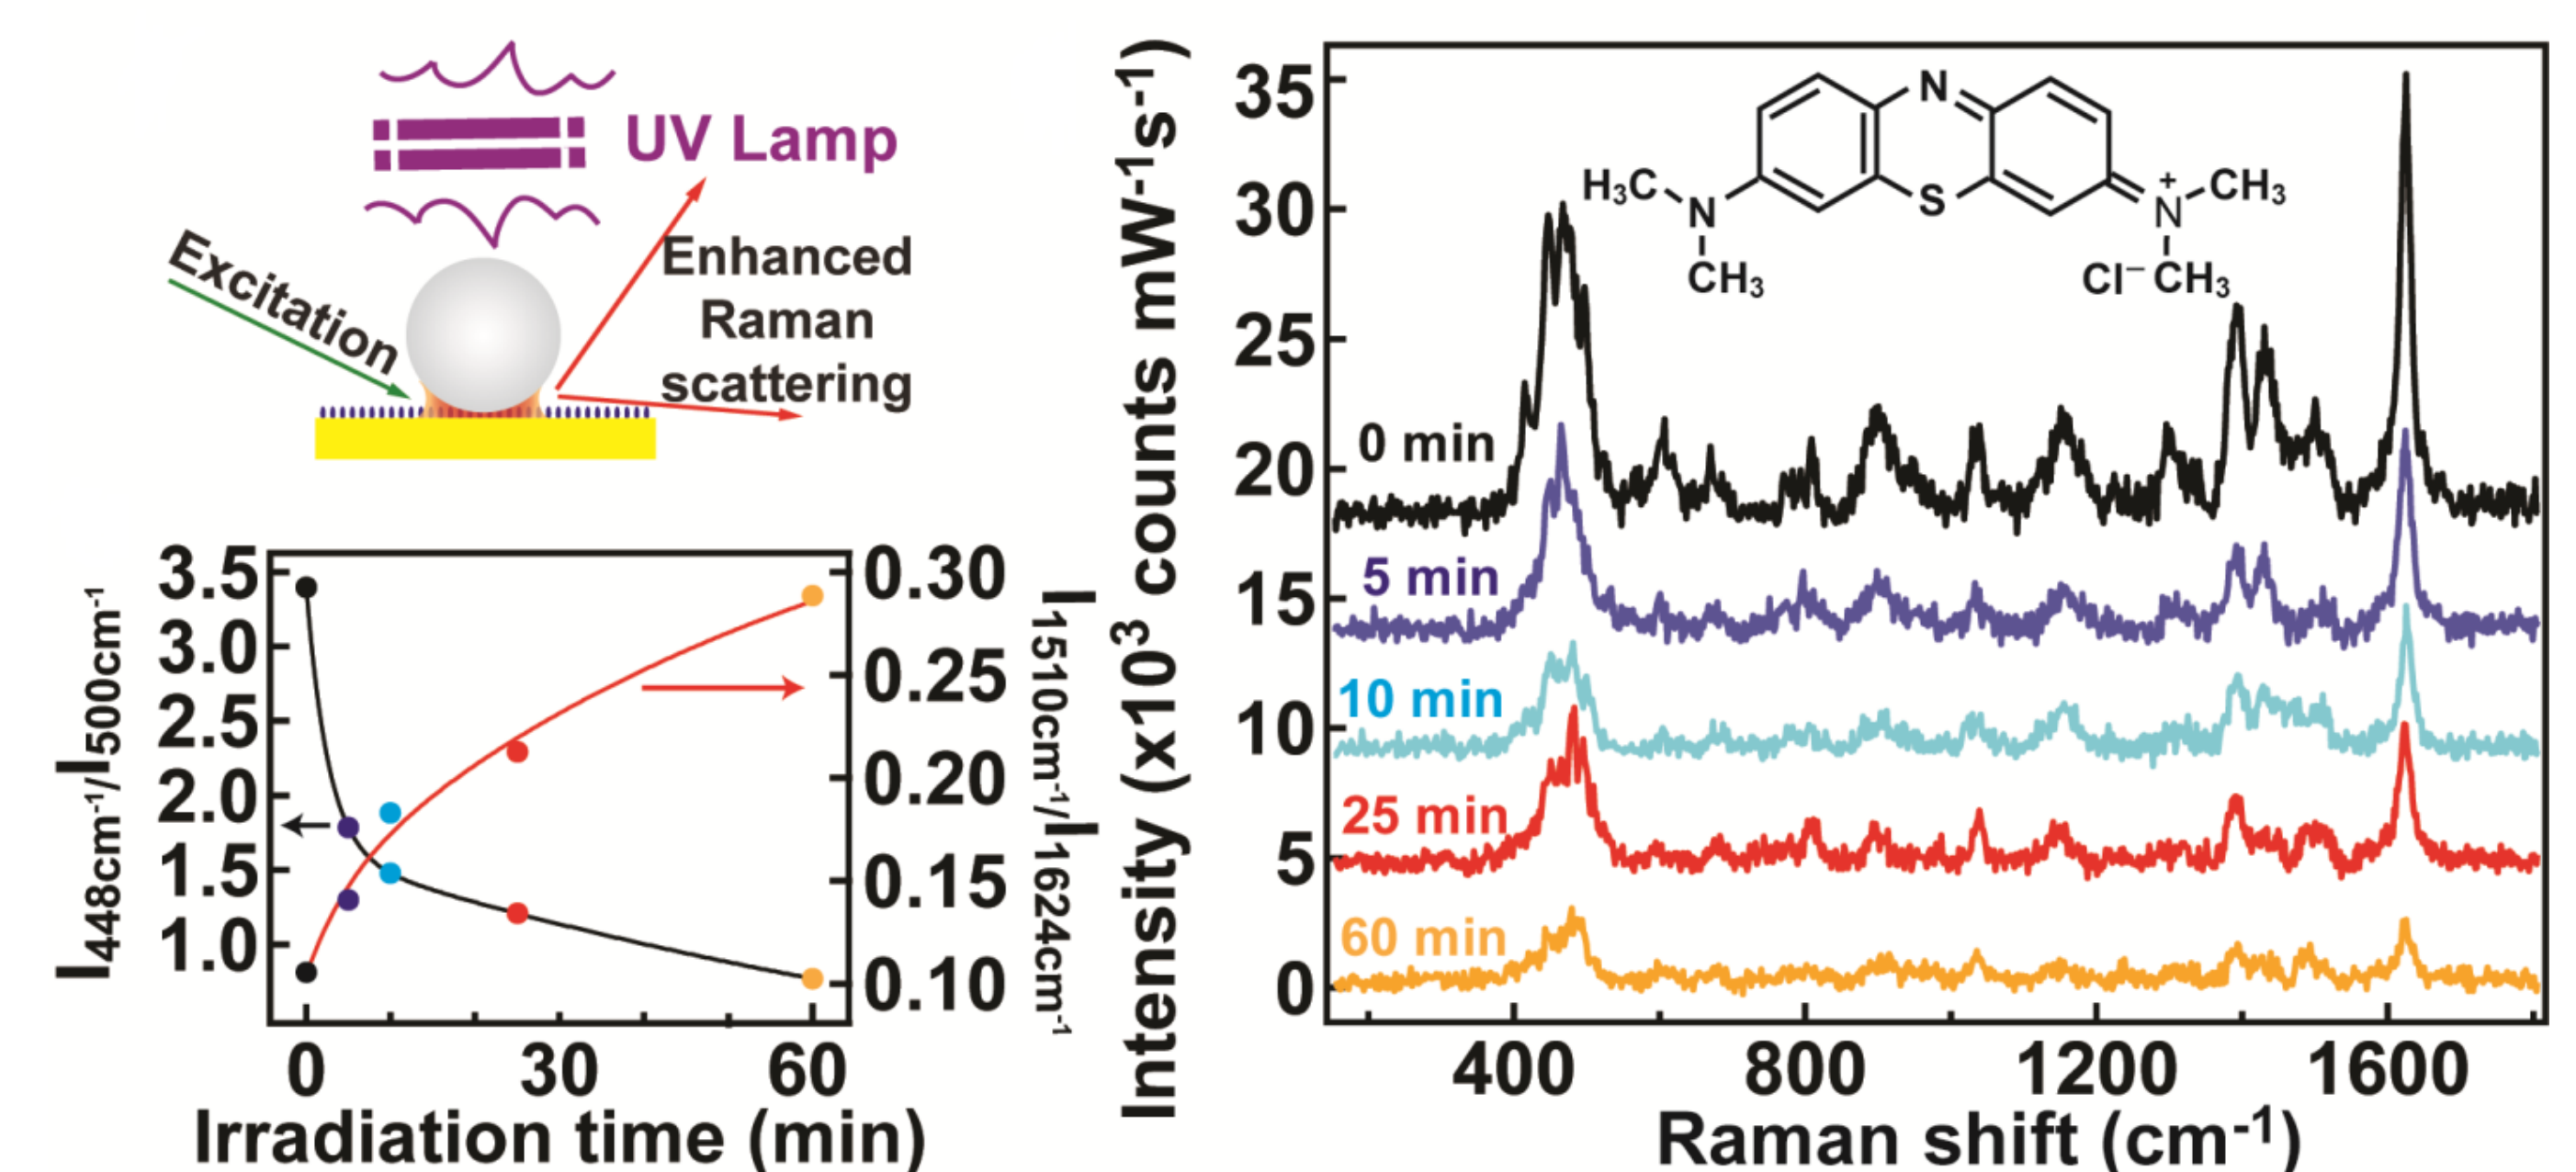 UV Lamp
Excitation
Enhanced
Raman
scattering
3.5
3.0
2.5
2.0
1.5
1.0
I448cm-1/I500cm-1
0.30
0.25
0.20
0.15
0.10
I1510cm-1/I1624cm-1
0 30 60
Irradiation time (min)
Intensity (x10³ counts mW-1s-1)
35
30
25
20
15
10
5
0
N
S
H3C
N
CH3
+
N
CH3
Cl− CH3
0 min
5 min
10 min
25 min
60 min
400 800 1200 1600
Raman shift (cm-1)